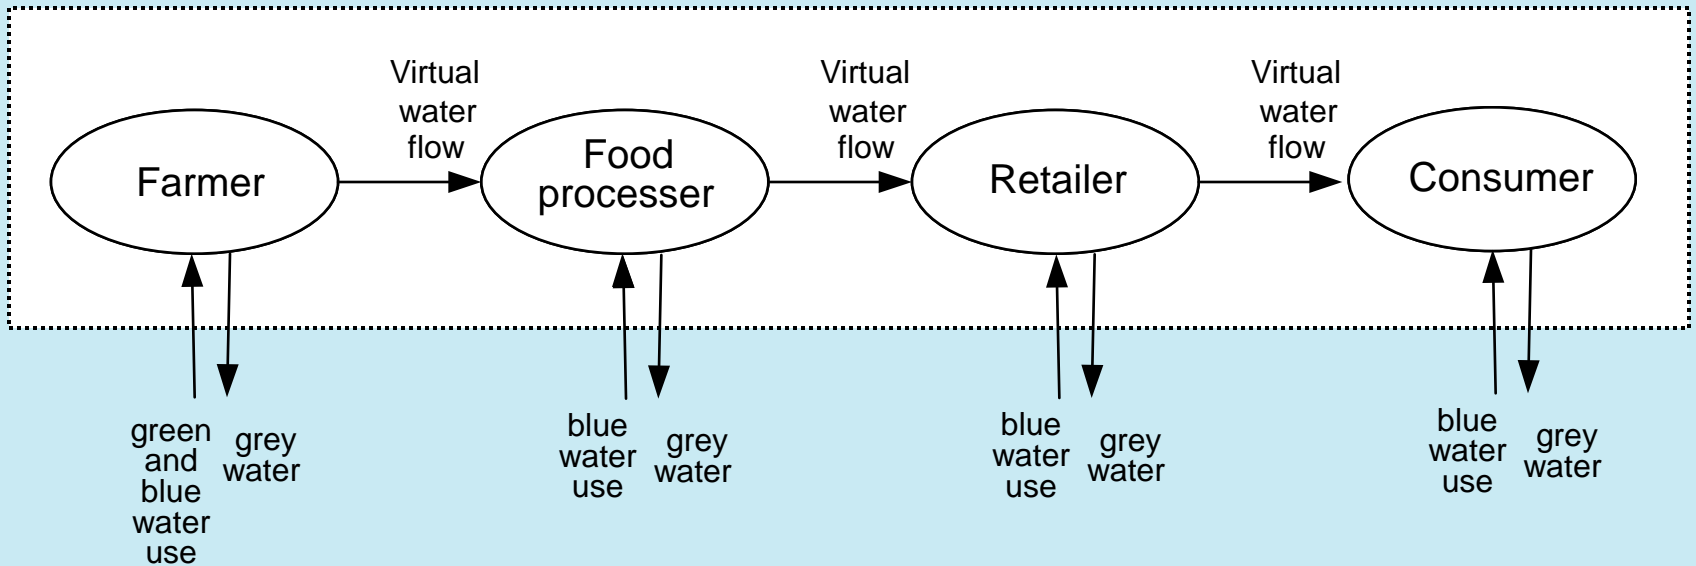 Virtual
water
flow
Virtual
water
flow
Virtual
water
flow
Farmer
Food
processer
Retailer
Consumer
green
and
blue
water
use
grey
water
blue
water
use
grey
water
blue
water
use
grey
water
blue
water
use
grey
water